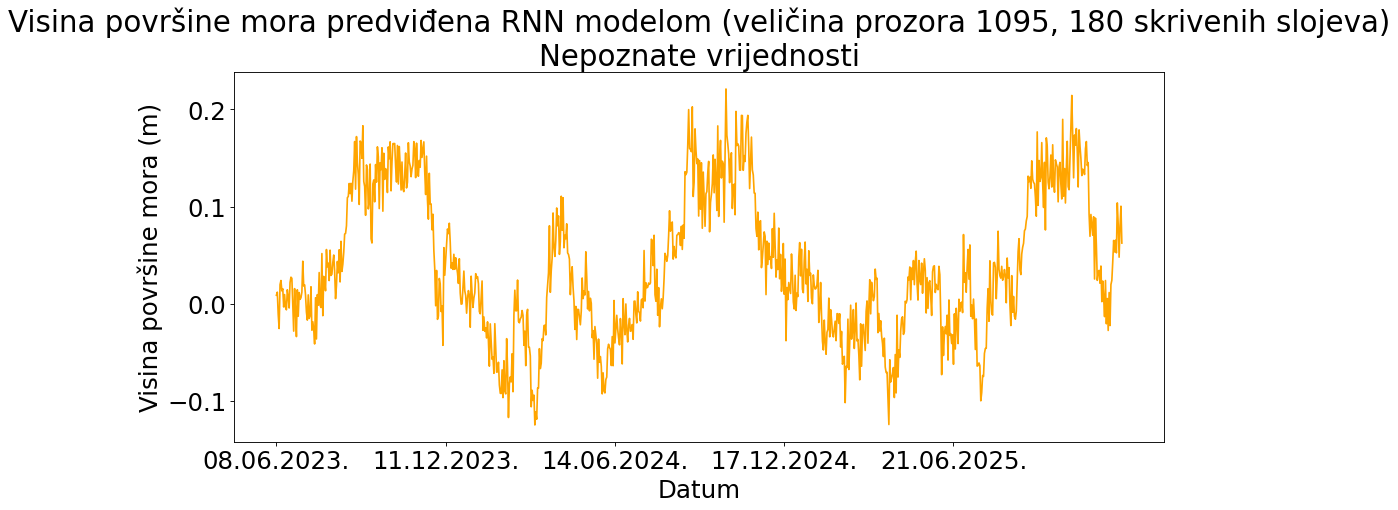 Visina površine mora predviđena RNN modelom (veličina prozora 1095, 180 skrivenih slojeva)
Nepoznate vrijednosti
Visina površine mora (m)
0.2
0.1
0.0
−0.1
08.06.2023. 11.12.2023. 14.06.2024. 17.12.2024. 21.06.2025.
Datum